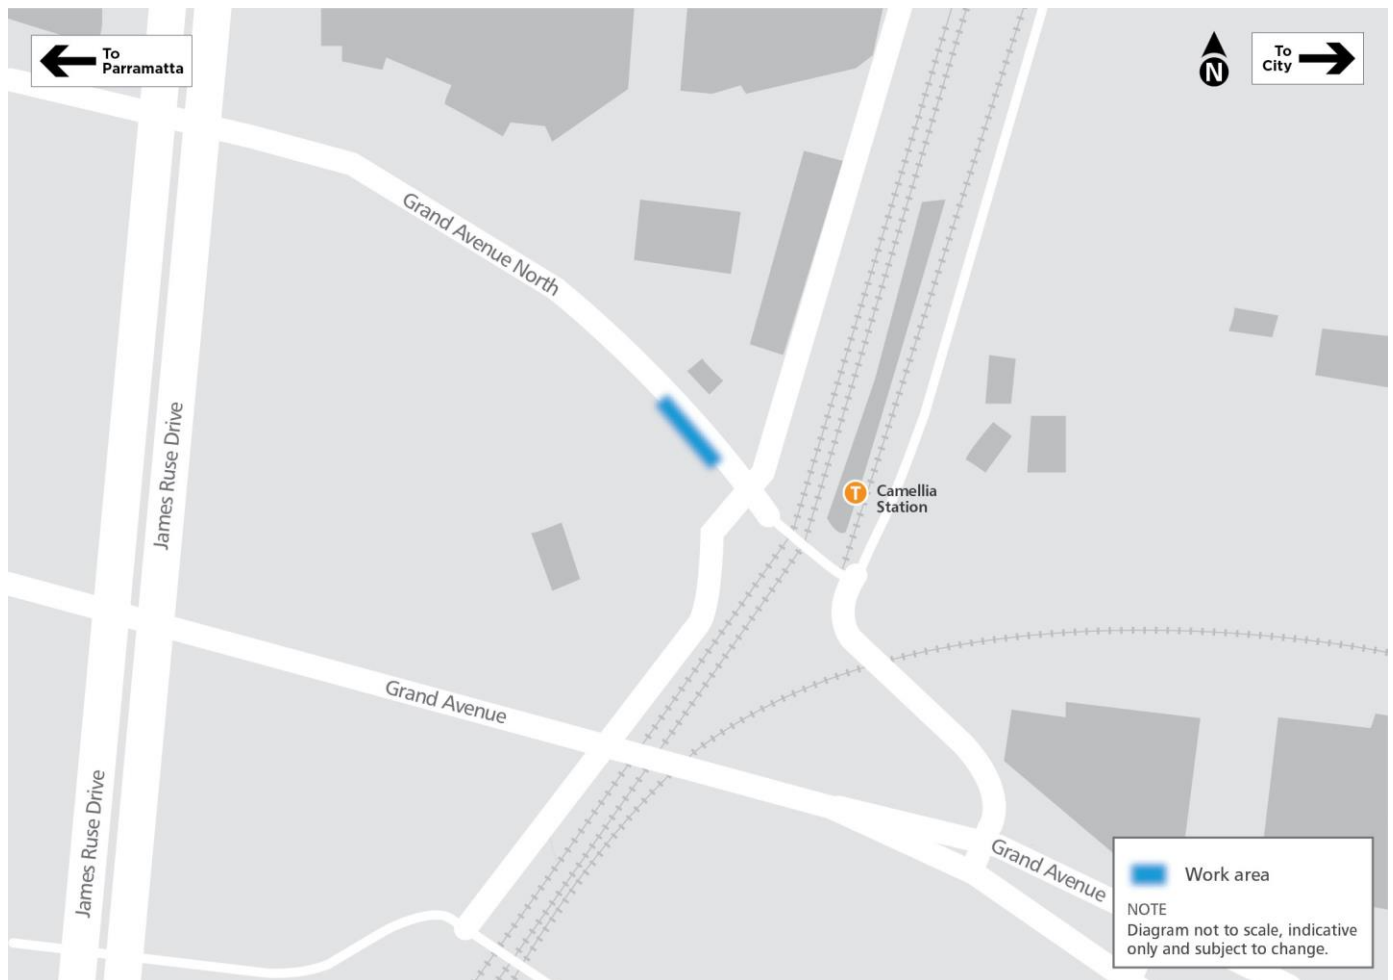 To
Parramatta
N
To
City
Grand Avenue North
James Ruse Drive
T
Camellia
Station
Grand Avenue
James Ruse Drive
Grand Avenue
Work area
NOTE
Diagram not to scale, indicative
only and subject to change.